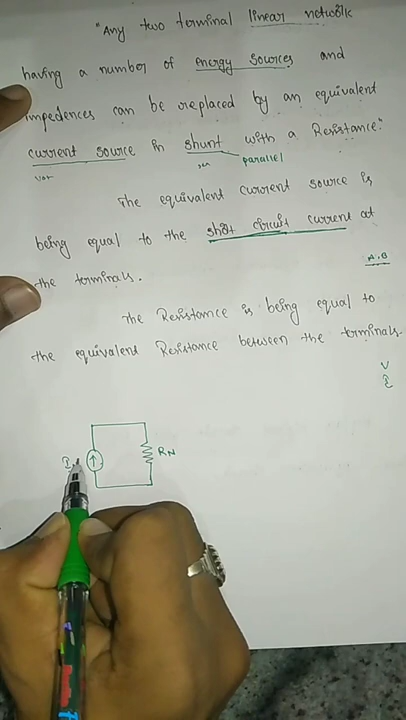 "Any two terminal linear network
having a number of energy sources and
impedences can be replaced by an equivalent
current source in shunt with a Resistance."
parallel
The equivalent current source is
being equal to the short circuit current at
A.B
the terminals.
The Resistance is being equal to
the equivalent Resistance between the terminals.
V
I
RN
I